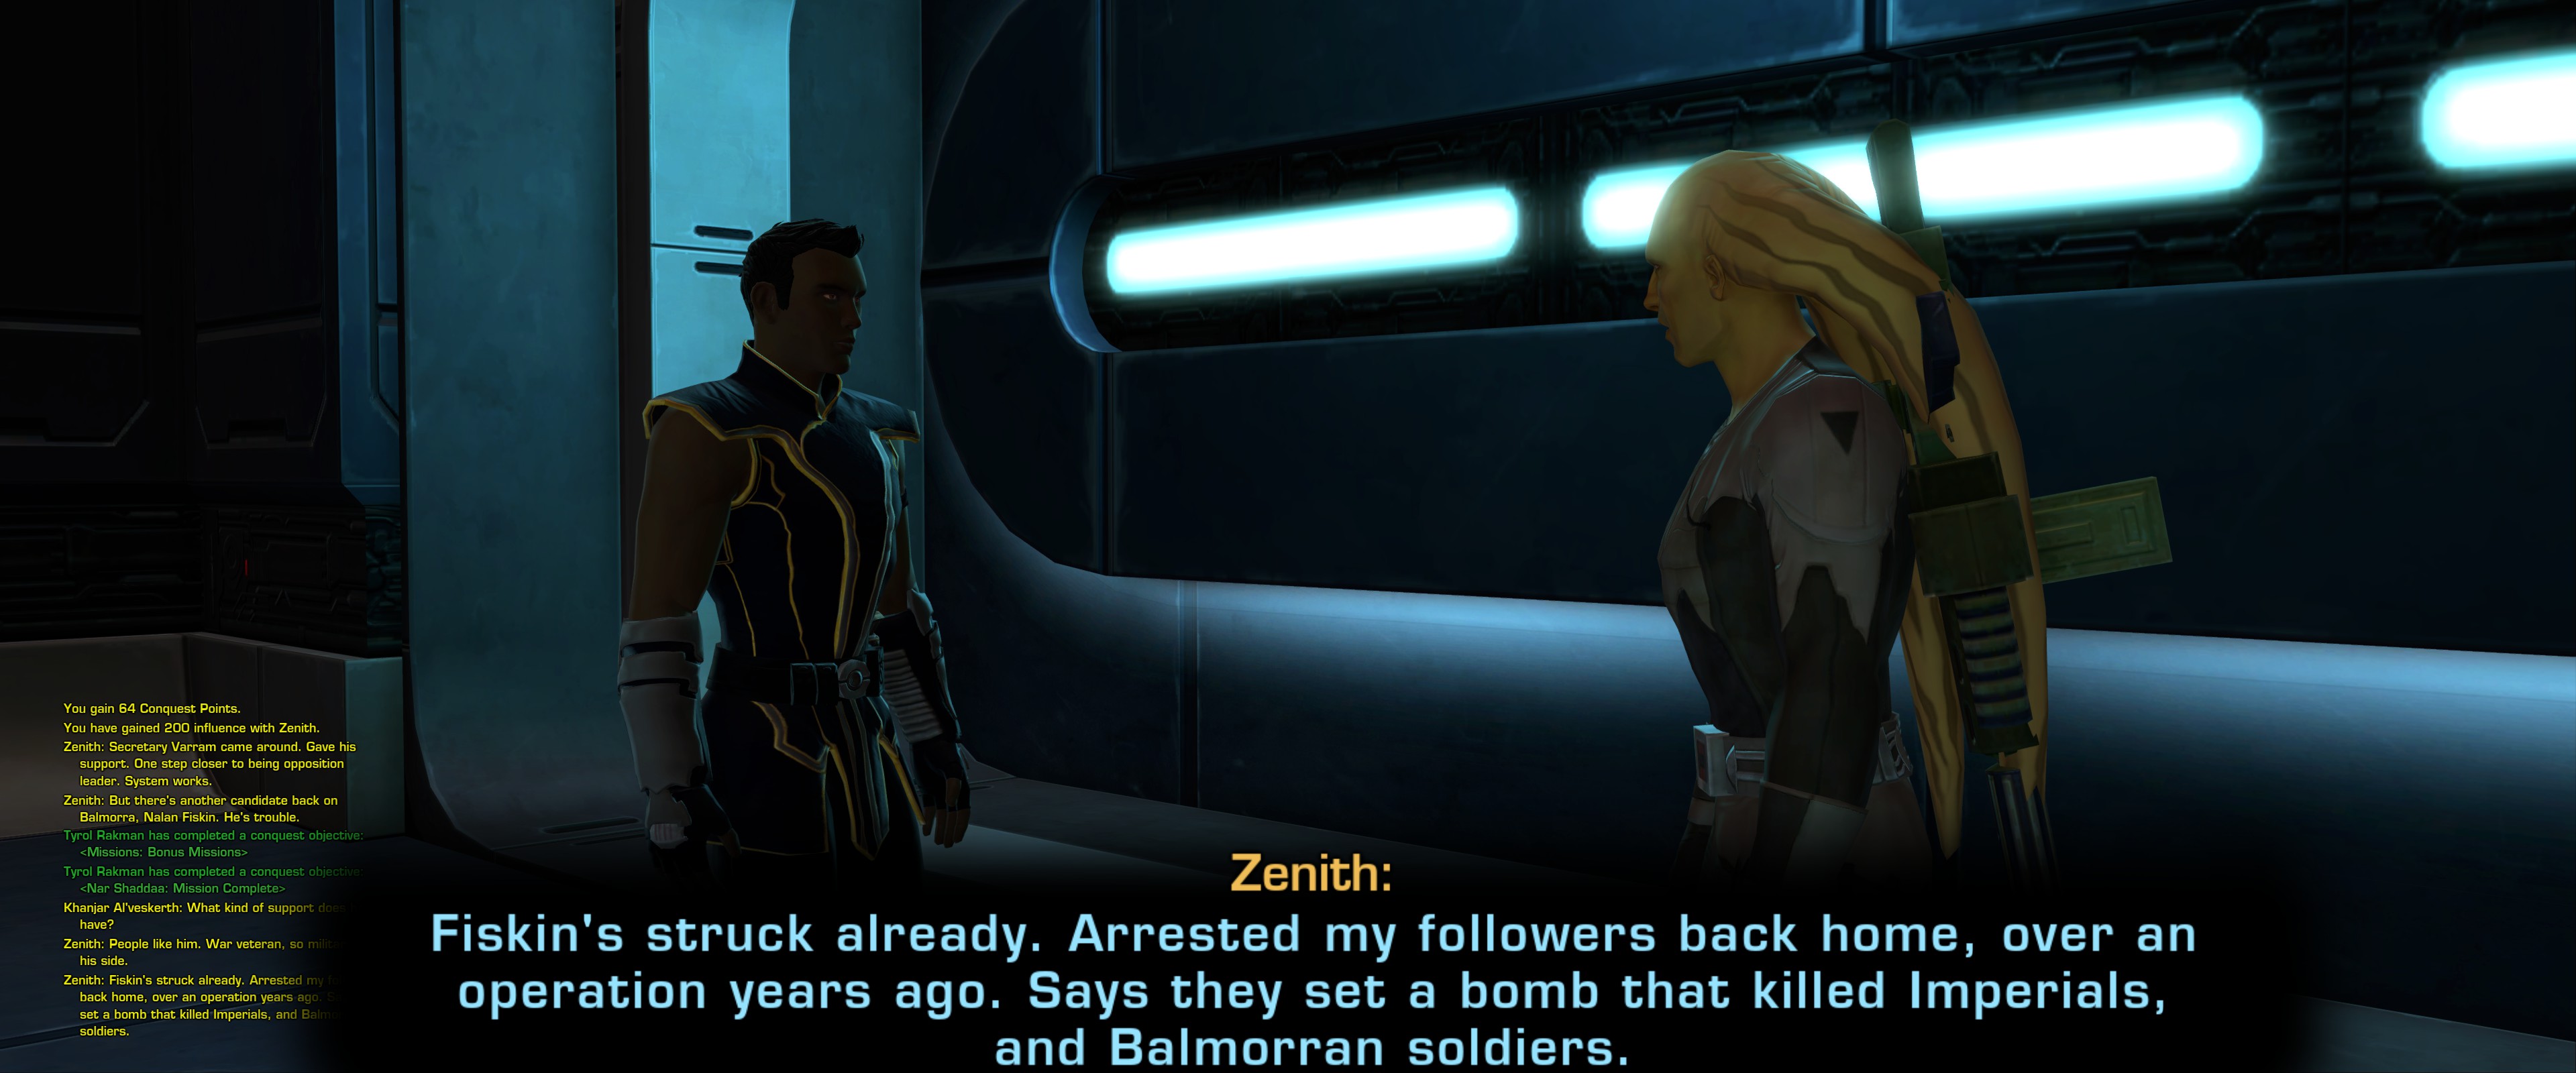 You gain 64 Conquest Points.
You have gained 200 influence with Zenith.
Zenith: Secretary Varram came around. Gave his
support. One step closer to being opposition
leader. System works.
Zenith: But there's another candidate back on
Balmorra, Nalan Fiskin. He's trouble.
Tyrol Rakman has completed a conquest objective:
<Missions: Bonus Missions>
Tyrol Rakman has completed a conquest objective:
<Nar Shaddaa: Mission Complete>
Khanjar Al'veskerth: What kind of support does
have?
Zenith: People like him. War veteran, so
his side.
Zenith: Fiskin's struck already. Arrested my
back home, over an operation years ago.
set a bomb that killed Imperials, and
soldiers.
Zenith:
Fiskin's struck already. Arrested my followers back home, over an
operation years ago. Says they set a bomb that killed Imperials,
and Balmorran soldiers.